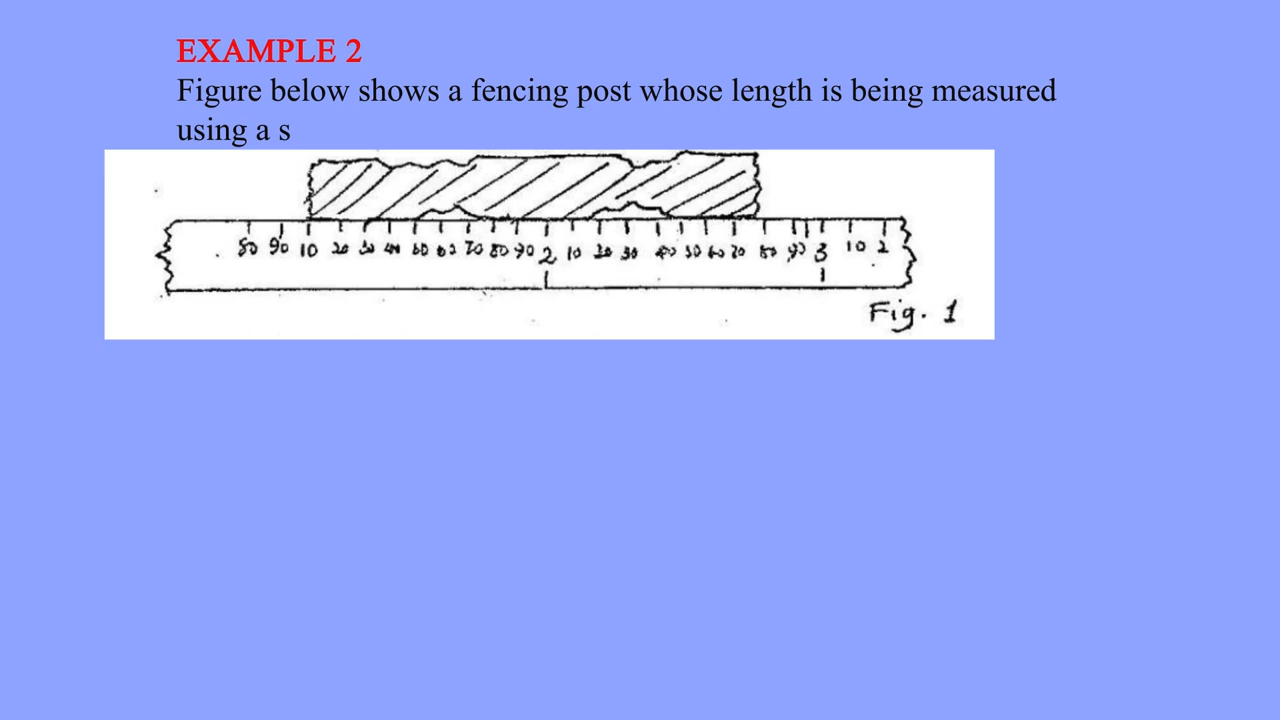 EXAMPLE 2
Figure below shows a fencing post whose length is being measured
using a s
80 90 10 20 30 40 50 60 70 80 90 2 10 20 30 40 50 60 70 80 90 3 10 2
Fig. 1